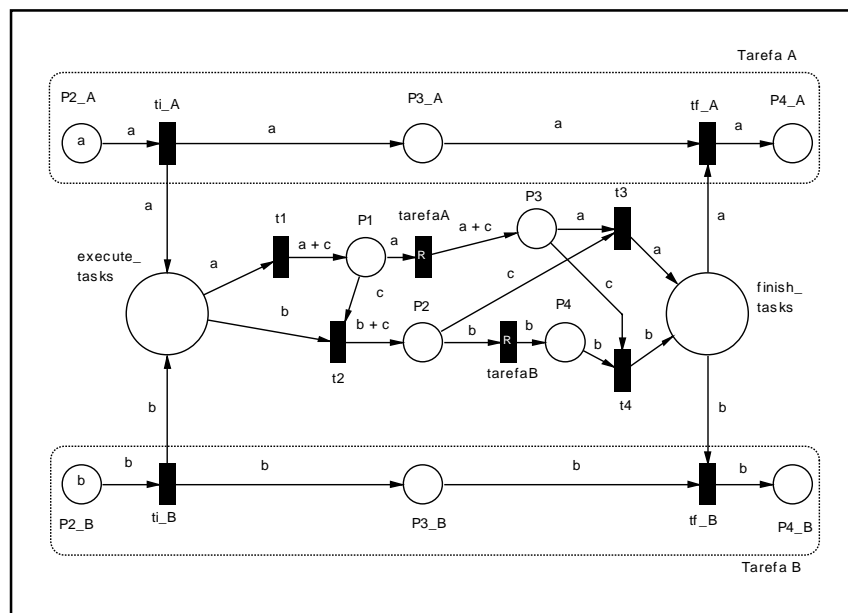 Tarefa A
P2_A
ti_A
P3_A
tf_A
P4_A
a
a
a
a
a
a
a
t1
P1
tarefaA
P3
t3
execute_
tasks
a
a + c
a
R
a + c
a
a
c
c
c
finish_
tasks
b
b + c
P2
b
R
b
P4
b
b
t2
tarefaB
t4
b
b
b
b
b
b
b
P2_B
ti_B
P3_B
tf_B
P4_B
Tarefa B